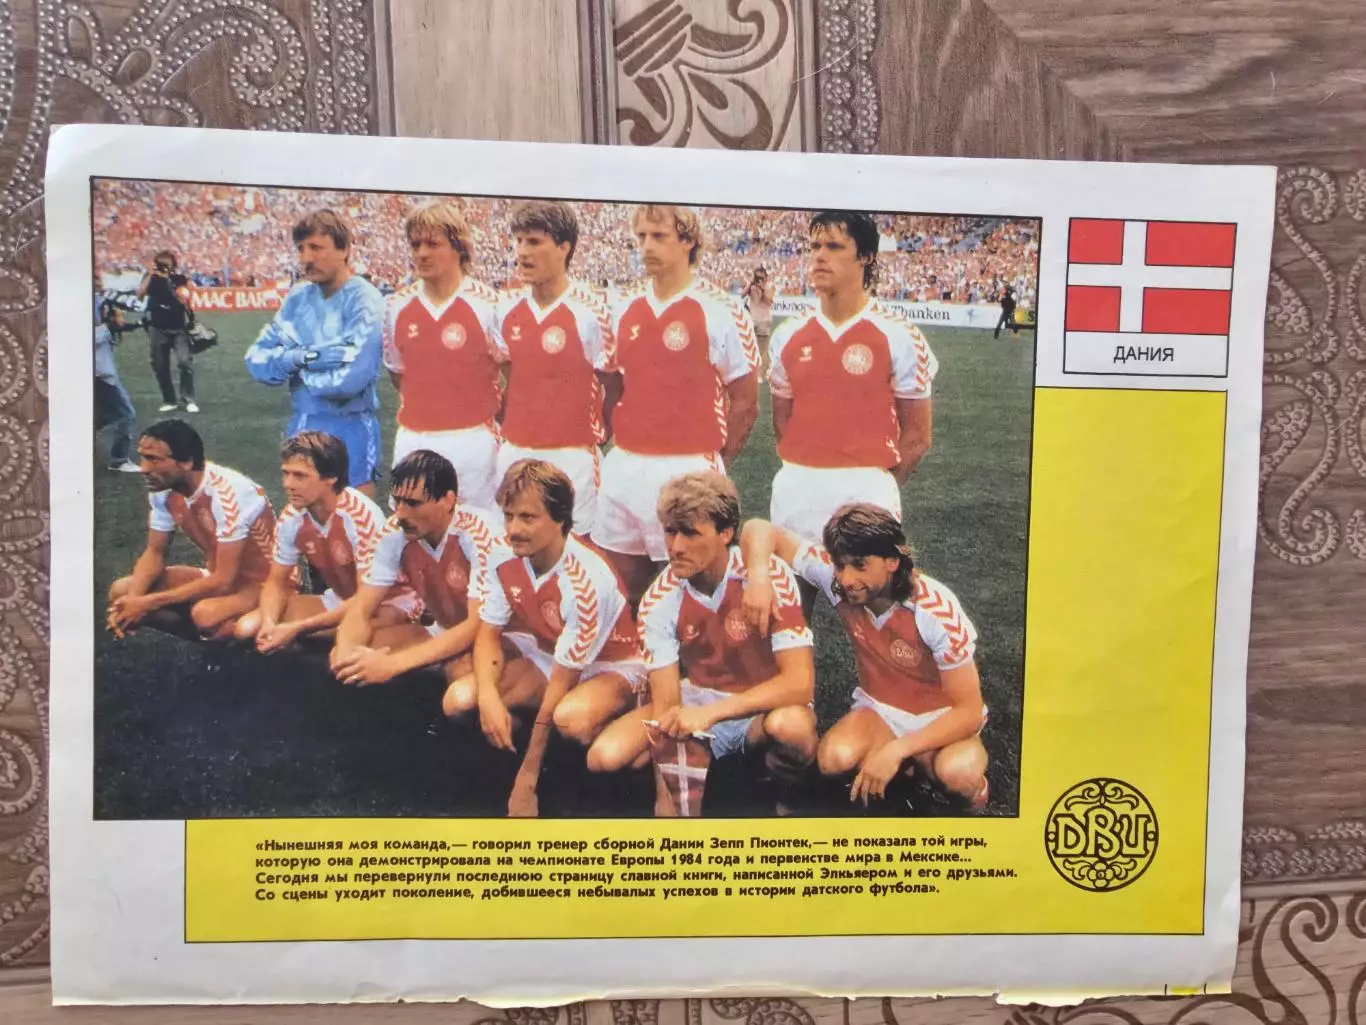 MAC BAR
Tbanken
ДАНИЯ
DBU
«Нынешняя моя команда,— говорил тренер сборной Дании Зепп Пионтек,— не показала той игры,
которую она демонстрировала на чемпионате Европы 1984 года и первенстве мира в Мексике...
Сегодня мы перевернули последнюю страницу славной книги, написанной Элкьяером и его друзьями.
Со сцены уходит поколение, добившееся небывалых успехов в истории датского футбола».